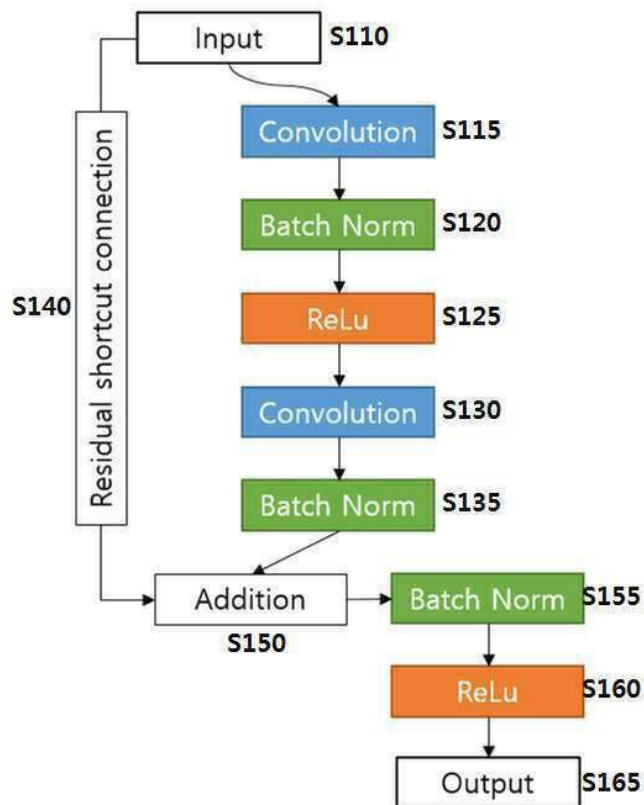 Input S110
Convolution S115
Batch Norm S120
ReLu S125
Convolution S130
Batch Norm S135
S140 Residual shortcut connection
Addition
S150
Batch Norm S155
ReLu S160
Output S165